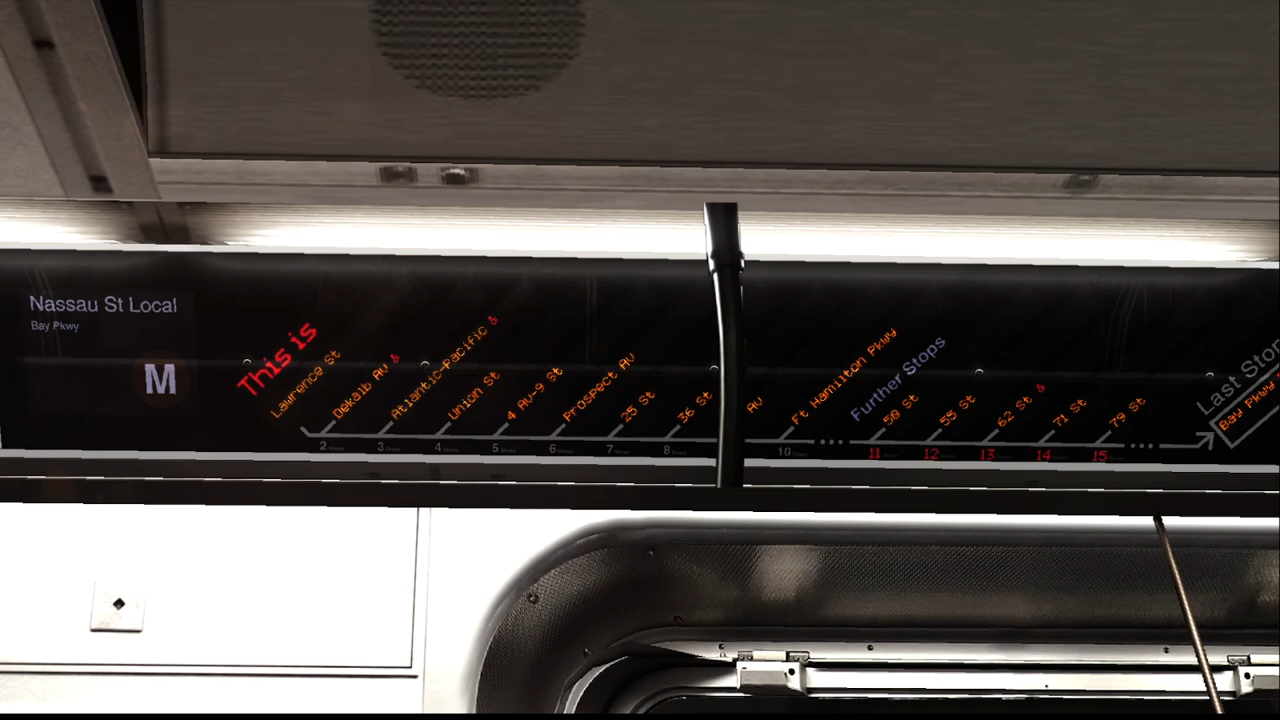 Nassau St Local
Bay Pkwy
M
This is
Lawrence St
Dekalb Av
Atlantic-Pacific
Union St
4 Av-9 St
Prospect Av
25 St
36 St
Av
Ft Hamilton Pkwy
Further Stops
50 St
55 St
62 St
71 St
79 St
Last Stop
Bay Pkwy
2 3 4 5 6 7 8 10 11 12 13 14 15